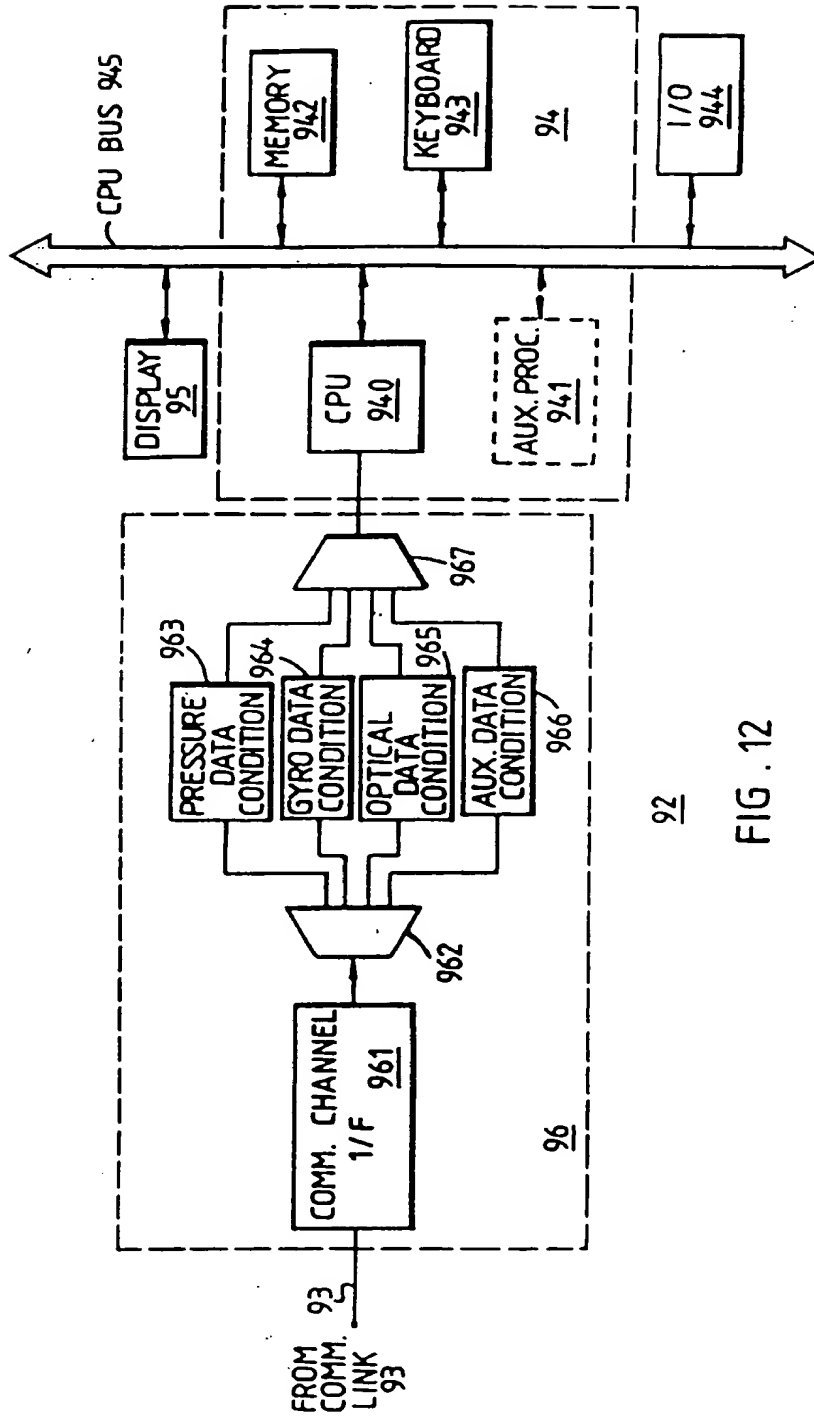 FROM
COMM.
LINK
93
93
COMM. CHANNEL
1/F
961
96
962
PRESSURE
DATA
CONDITION
963
GYRO DATA
CONDITION
964
OPTICAL
DATA
CONDITION
965
AUX. DATA
CONDITION
966
967
DISPLAY
95
CPU
940
AUX. PROC.
941
CPU BUS 945
MEMORY
942
KEYBOARD
943
94
I/O
944
92
FIG. 12